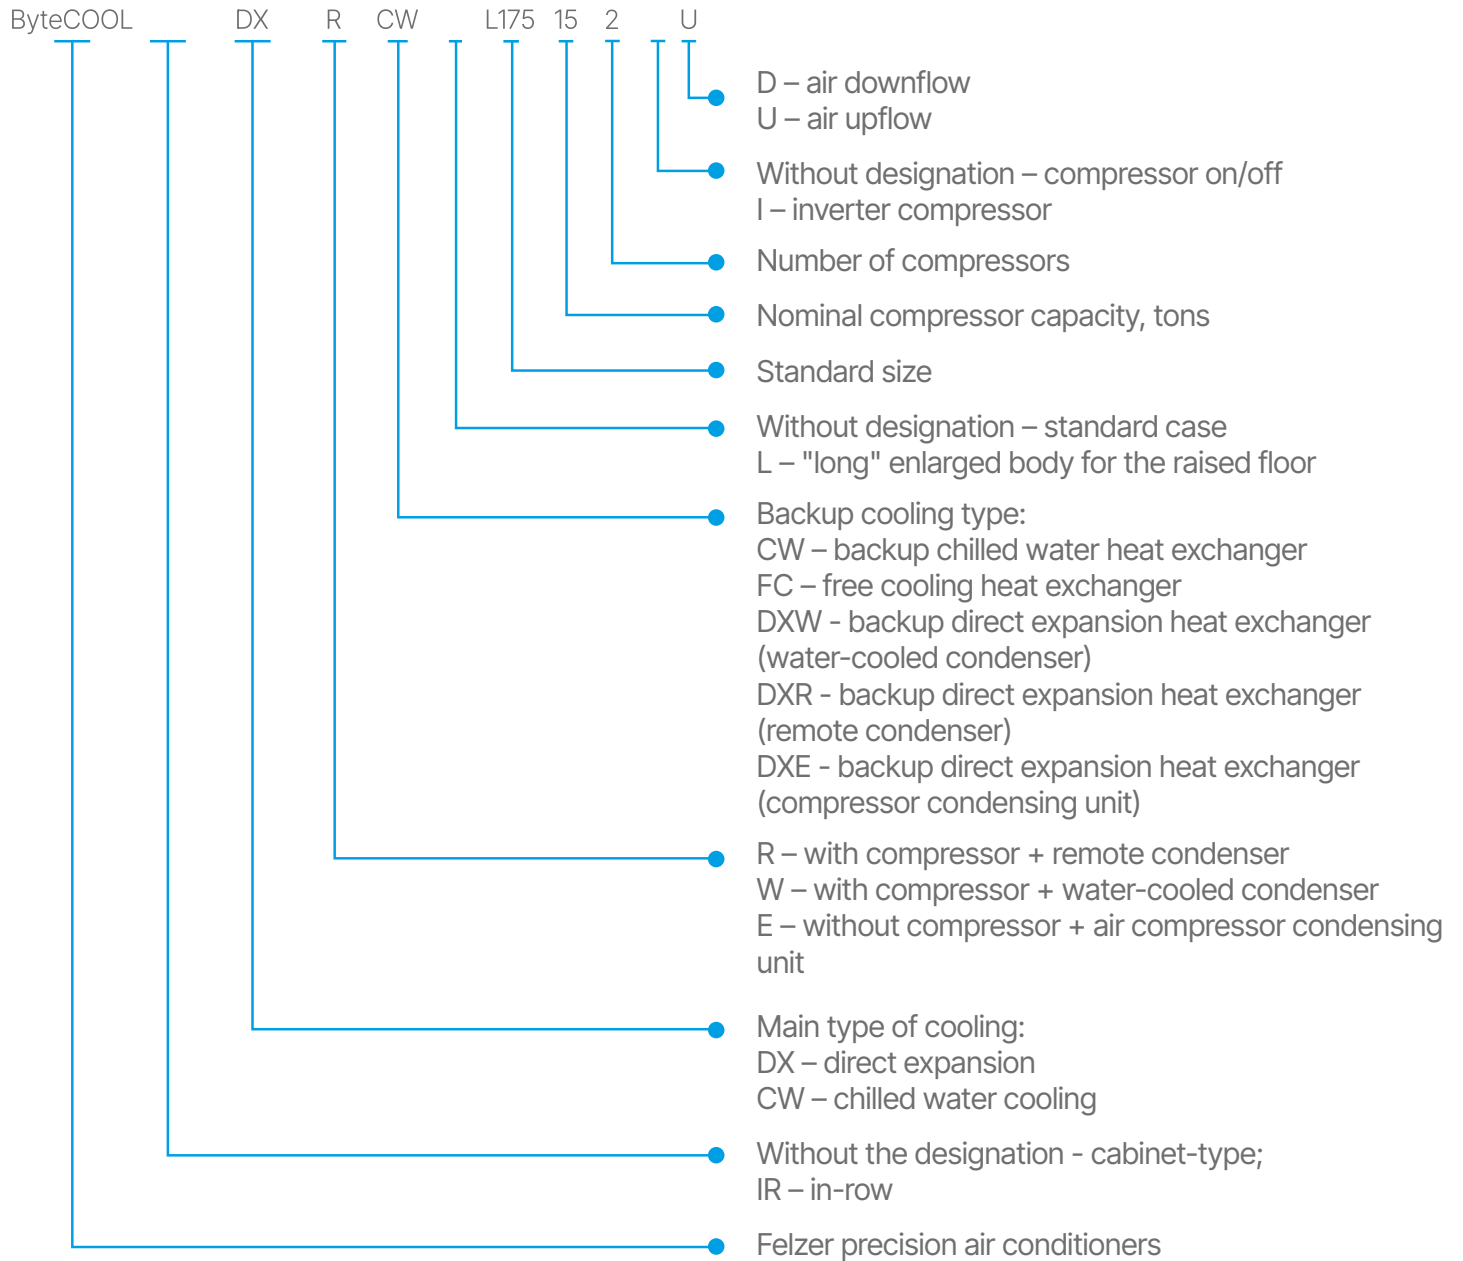 ByteCOOL DX R CW L175 15 2 U
D – air downflow
U – air upflow
Without designation – compressor on/off
I – inverter compressor
Number of compressors
Nominal compressor capacity, tons
Standard size
Without designation – standard case
L – "long" enlarged body for the raised floor
Backup cooling type:
CW – backup chilled water heat exchanger
FC – free cooling heat exchanger
DXW - backup direct expansion heat exchanger
(water-cooled condenser)
DXR - backup direct expansion heat exchanger
(remote condenser)
DXE - backup direct expansion heat exchanger
(compressor condensing unit)
R – with compressor + remote condenser
W – with compressor + water-cooled condenser
E – without compressor + air compressor condensing
unit
Main type of cooling:
DX – direct expansion
CW – chilled water cooling
Without the designation - cabinet-type;
IR – in-row
Felzer precision air conditioners